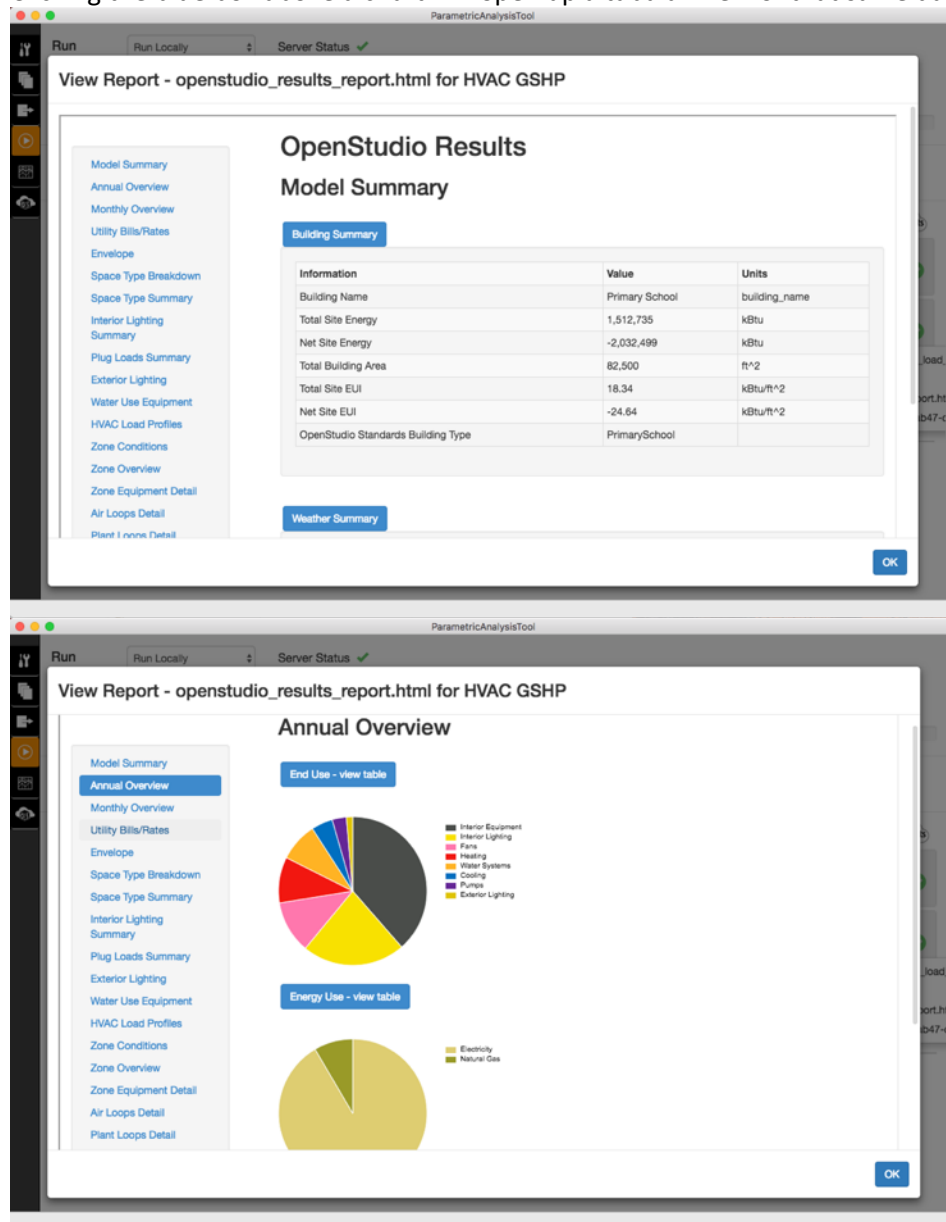 ParametricAnalysisTool
Run Run Locally Server Status
View Report - openstudio_results_report.html for HVAC GSHP
Model Summary
Annual Overview
Monthly Overview
Utility Bills/Rates
Envelope
Space Type Breakdown
Space Type Summary
Interior Lighting
Summary
Plug Loads Summary
Exterior Lighting
Water Use Equipment
HVAC Load Profiles
Zone Conditions
Zone Overview
Zone Equipment Detail
Air Loops Detail
Plant Loops Detail
OpenStudio Results
Model Summary
Building Summary
Information Value Units
Building Name Primary School building_name
Total Site Energy 1,512,735 kBtu
Net Site Energy -2,032,499 kBtu
Total Building Area 82,500 ft^2
Total Site EUI 18.34 kBtu/ft^2
Net Site EUI -24.64 kBtu/ft^2
OpenStudio Standards Building Type PrimarySchool
Weather Summary
OK
ParametricAnalysisTool
Run Run Locally Server Status
View Report - openstudio_results_report.html for HVAC GSHP
Model Summary
Annual Overview
Monthly Overview
Utility Bills/Rates
Envelope
Space Type Breakdown
Space Type Summary
Interior Lighting
Summary
Plug Loads Summary
Exterior Lighting
Water Use Equipment
HVAC Load Profiles
Zone Conditions
Zone Overview
Zone Equipment Detail
Air Loops Detail
Plant Loops Detail
Annual Overview
End Use - view table
Interior Equipment
Interior Lighting
Fans
Heating
Water Systems
Cooling
Pumps
Exterior Lighting
Energy Use - view table
Electricity
Natural Gas
OK